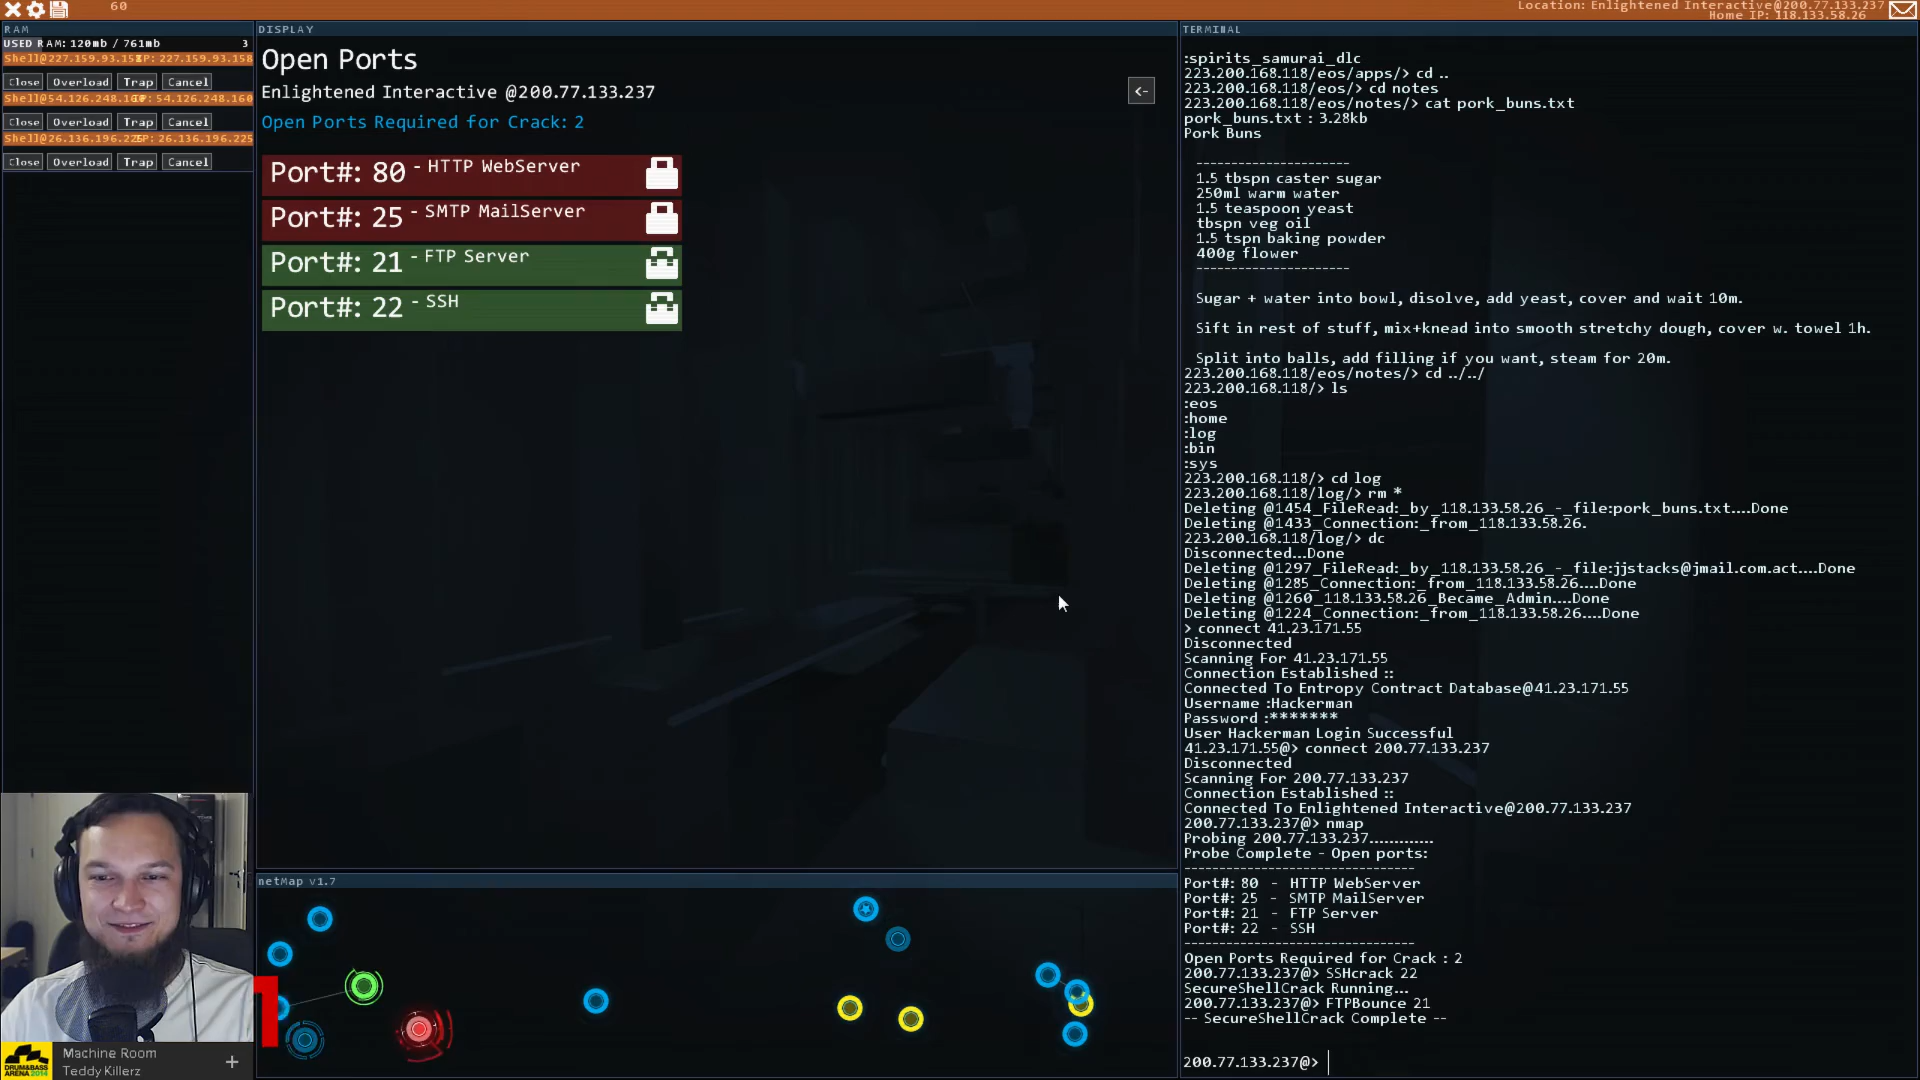 60
Location: Enlightened Interactive@200.77.133.237
Home IP: 118.133.58.26
RAM
USED RAM: 120mb / 761mb 3
Close Overload Trap Cancel
Close Overload Trap Cancel
Close Overload Trap Cancel
DISPLAY
Open Ports
Enlightened Interactive @200.77.133.237
<-
Open Ports Required for Crack: 2
Port#: 80 - HTTP WebServer
Port#: 25 - SMTP MailServer
Port#: 21 - FTP Server
Port#: 22 - SSH
netMap v1.7
Machine Room
Teddy Killerz
+
DRUM&BASS
ARENA 2014
TERMINAL
:spirits_samurai_dlc
223.200.168.118/eos/apps/> cd ..
223.200.168.118/eos/> cd notes
223.200.168.118/eos/notes/> cat pork_buns.txt
pork_buns.txt : 3.28kb
Pork Buns
----------------------
1.5 tbspn caster sugar
250ml warm water
1.5 teaspoon yeast
tbspn veg oil
1.5 tspn baking powder
400g flower
----------------------
Sugar + water into bowl, disolve, add yeast, cover and wait 10m.
Sift in rest of stuff, mix+knead into smooth stretchy dough, cover w. towel 1h.
Split into balls, add filling if you want, steam for 20m.
223.200.168.118/eos/notes/> cd ../../
223.200.168.118/> ls
:eos
:home
:log
:bin
:sys
223.200.168.118/> cd log
223.200.168.118/log/> rm *
Deleting @1454_FileRead:_by_118.133.58.26_-_file:pork_buns.txt....Done
Deleting @1433_Connection:_from_118.133.58.26.
223.200.168.118/log/> dc
Disconnected...Done
Deleting @1297_FileRead:_by_118.133.58.26_-_file:jjstacks@jmail.com.act....Done
Deleting @1285_Connection:_from_118.133.58.26....Done
Deleting @1260_118.133.58.26_Became_Admin....Done
Deleting @1224_Connection:_from_118.133.58.26....Done
> connect 41.23.171.55
Disconnected
Scanning For 41.23.171.55
Connection Established ::
Connected To Entropy Contract Database@41.23.171.55
Username :Hackerman
Password :*******
User Hackerman Login Successful
41.23.171.55@> connect 200.77.133.237
Disconnected
Scanning For 200.77.133.237
Connection Established ::
Connected To Enlightened Interactive@200.77.133.237
200.77.133.237@> nmap
Probing 200.77.133.237.............
Probe Complete - Open ports:
---------------------------------
Port#: 80 - HTTP WebServer
Port#: 25 - SMTP MailServer
Port#: 21 - FTP Server
Port#: 22 - SSH
---------------------------------
Open Ports Required for Crack : 2
200.77.133.237@> SSHcrack 22
SecureShellCrack Running...
200.77.133.237@> FTPBounce 21
-- SecureShellCrack Complete --
200.77.133.237@>